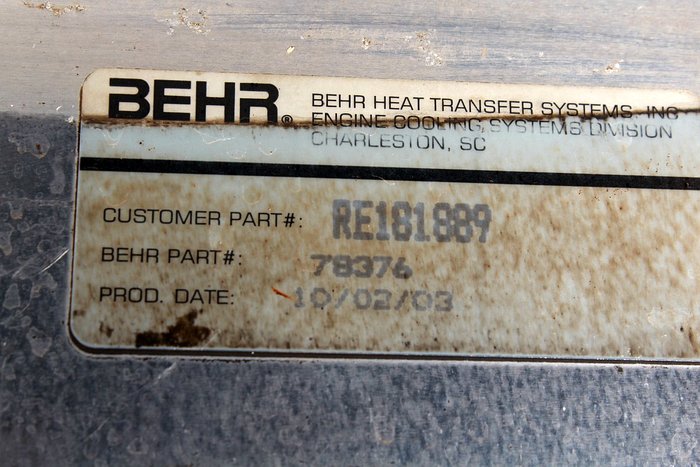 BEHR® BEHR HEAT TRANSFER SYSTEMS, INC
ENGINE COOLING SYSTEMS DIVISION
CHARLESTON, SC
CUSTOMER PART#: RE181889
BEHR PART#: 78376
PROD. DATE: 10/02/03